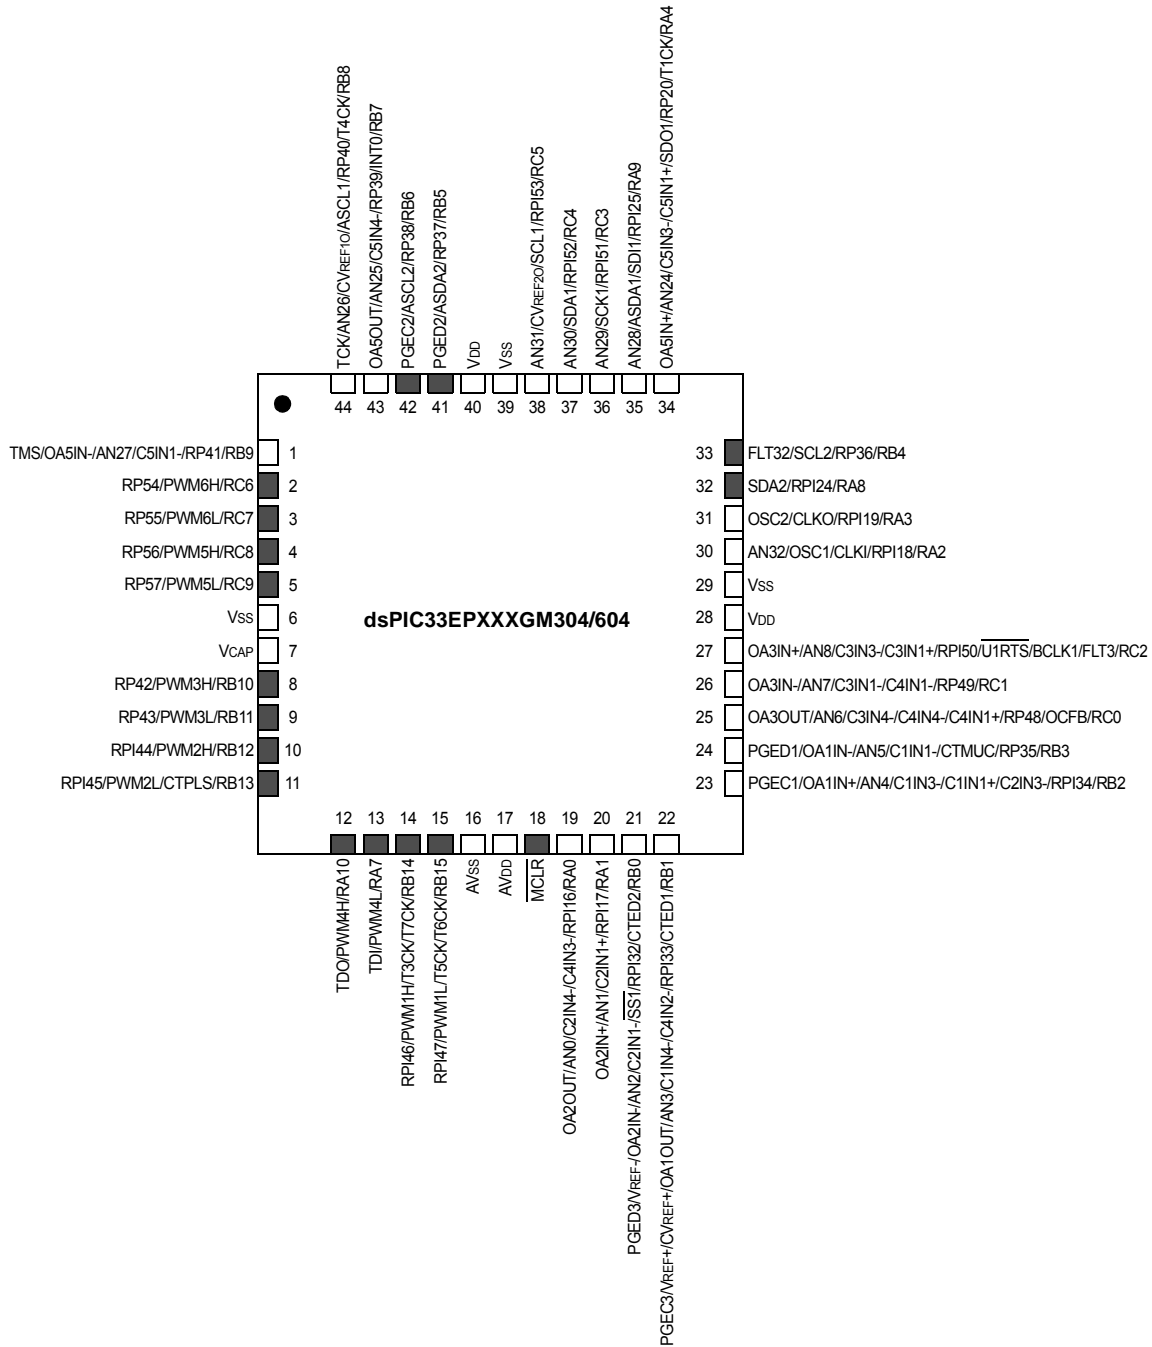 TCK/AN26/CVREF1O/ASCL1/RP40/T4CK/RB8
OA5OUT/AN25/C5IN4-/RP39/INT0/RB7
PGEC2/ASCL2/RP38/RB6
PGED2/ASDA2/RP37/RB5
VDD
VSS
AN31/CVREF2O/SCL1/RPI53/RC5
AN30/SDA1/RPI52/RC4
AN29/SCK1/RPI51/RC3
AN28/ASDA1/SDI1/RPI25/RA9
OA5IN+/AN24/C5IN3-/C5IN1+/SDO1/RP20/T1CK/RA4
44 43 42 41 40 39 38 37 36 35 34
TMS/OA5IN-/AN27/C5IN1-/RP41/RB9 1
RP54/PWM6H/RC6 2
RP55/PWM6L/RC7 3
RP56/PWM5H/RC8 4
RP57/PWM5L/RC9 5
VSS 6
VCAP 7
RP42/PWM3H/RB10 8
RP43/PWM3L/RB11 9
RPI44/PWM2H/RB12 10
RPI45/PWM2L/CTPLS/RB13 11
dsPIC33EPXXXGM304/604
33 FLT32/SCL2/RP36/RB4
32 SDA2/RPI24/RA8
31 OSC2/CLKO/RPI19/RA3
30 AN32/OSC1/CLKI/RPI18/RA2
29 VSS
28 VDD
27 OA3IN+/AN8/C3IN3-/C3IN1+/RPI50/U1RTS/BCLK1/FLT3/RC2
26 OA3IN-/AN7/C3IN1-/C4IN1-/RP49/RC1
25 OA3OUT/AN6/C3IN4-/C4IN4-/C4IN1+/RP48/OCFB/RC0
24 PGED1/OA1IN-/AN5/C1IN1-/CTMUC/RP35/RB3
23 PGEC1/OA1IN+/AN4/C1IN3-/C1IN1+/C2IN3-/RPI34/RB2
12 13 14 15 16 17 18 19 20 21 22
TDO/PWM4H/RA10
TDI/PWM4L/RA7
RPI46/PWM1H/T3CK/T7CK/RB14
RPI47/PWM1L/T5CK/T6CK/RB15
AVSS
AVDD
MCLR
OA2OUT/AN0/C2IN4-/C4IN3-/RPI16/RA0
OA2IN+/AN1/C2IN1+/RPI17/RA1
PGED3/VREF-/OA2IN-/AN2/C2IN1-/SS1/RPI32/CTED2/RB0
PGEC3/VREF+/CVREF+/OA1OUT/AN3/C1IN4-/C4IN2-/RPI33/CTED1/RB1